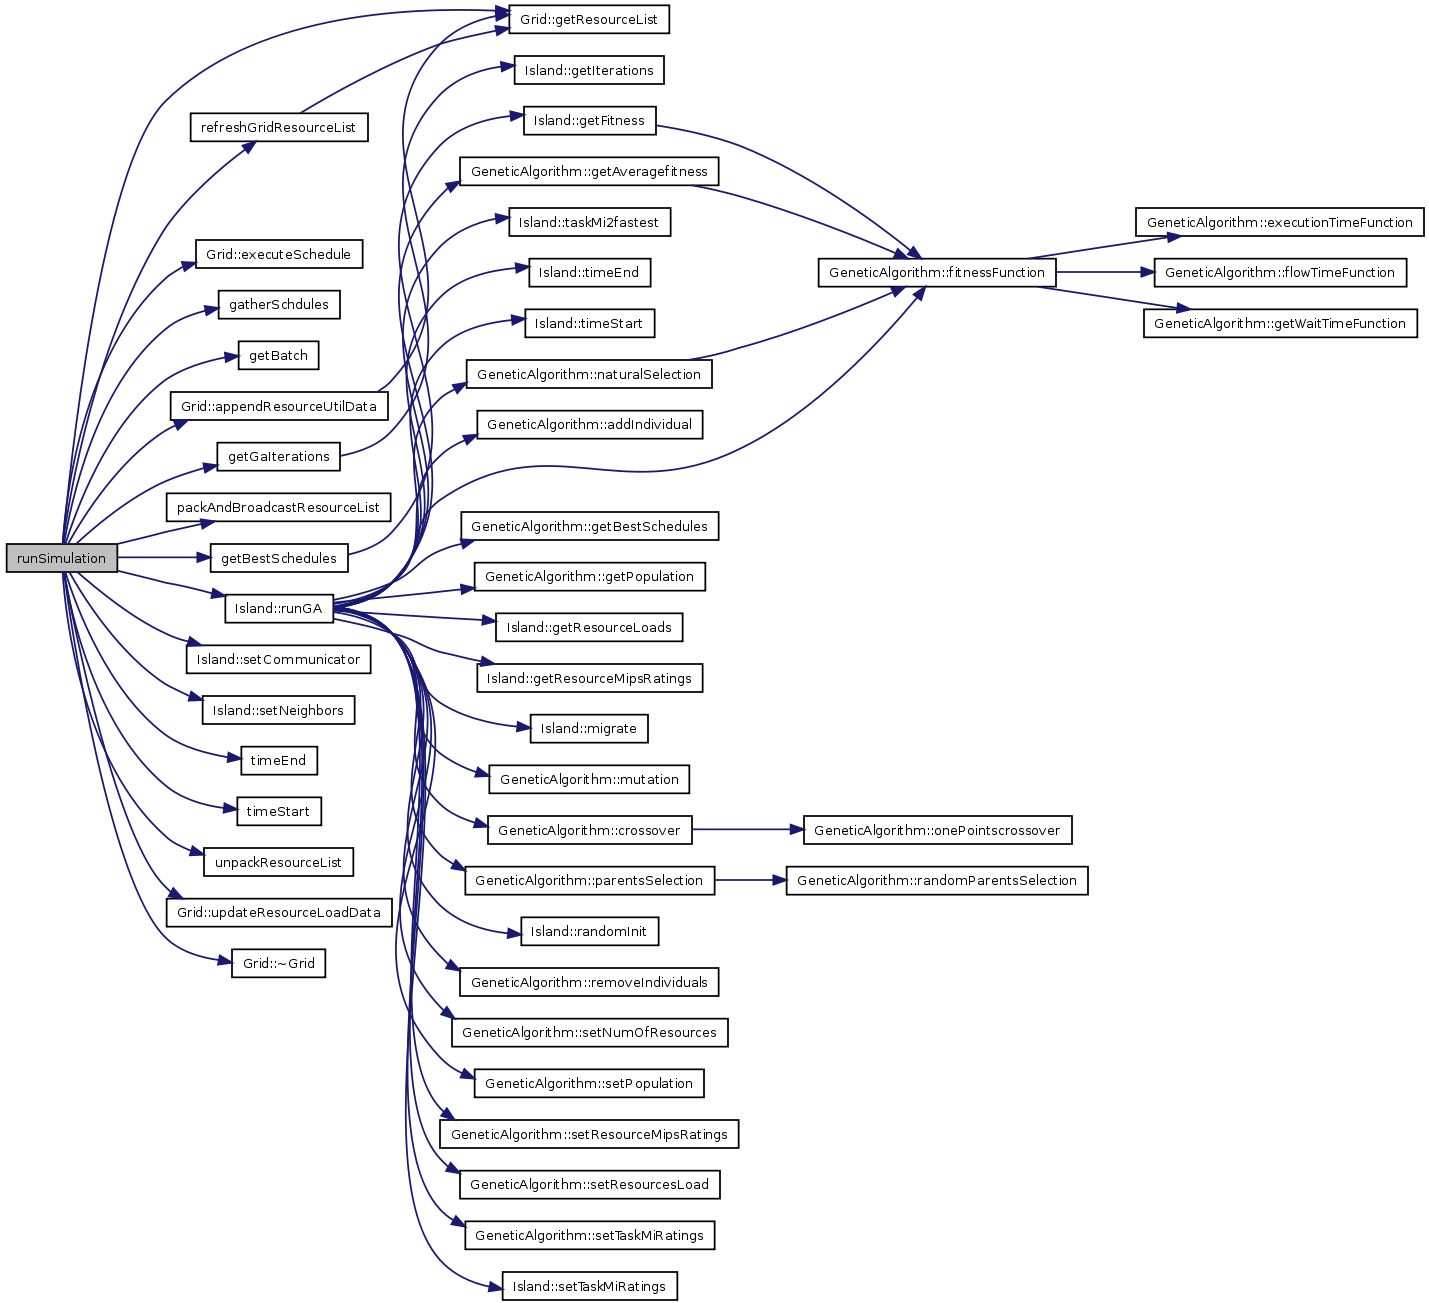 runSimulation
refreshGridResourceList
Grid::executeSchedule
gatherSchdules
getBatch
Grid::appendResourceUtilData
getGaIterations
packAndBroadcastResourceList
getBestSchedules
Island::runGA
Island::setCommunicator
Island::setNeighbors
timeEnd
timeStart
unpackResourceList
Grid::updateResourceLoadData
Grid::~Grid
Grid::getResourceList
Island::getIterations
Island::getFitness
GeneticAlgorithm::getAveragefitness
Island::taskMi2fastest
Island::timeEnd
Island::timeStart
GeneticAlgorithm::naturalSelection
GeneticAlgorithm::addIndividual
GeneticAlgorithm::getBestSchedules
GeneticAlgorithm::getPopulation
Island::getResourceLoads
Island::getResourceMipsRatings
Island::migrate
GeneticAlgorithm::mutation
GeneticAlgorithm::crossover
GeneticAlgorithm::parentsSelection
Island::randomInit
GeneticAlgorithm::removeIndividuals
GeneticAlgorithm::setNumOfResources
GeneticAlgorithm::setPopulation
GeneticAlgorithm::setResourceMipsRatings
GeneticAlgorithm::setResourcesLoad
GeneticAlgorithm::setTaskMiRatings
Island::setTaskMiRatings
GeneticAlgorithm::fitnessFunction
GeneticAlgorithm::onePointscrossover
GeneticAlgorithm::randomParentsSelection
GeneticAlgorithm::executionTimeFunction
GeneticAlgorithm::flowTimeFunction
GeneticAlgorithm::getWaitTimeFunction